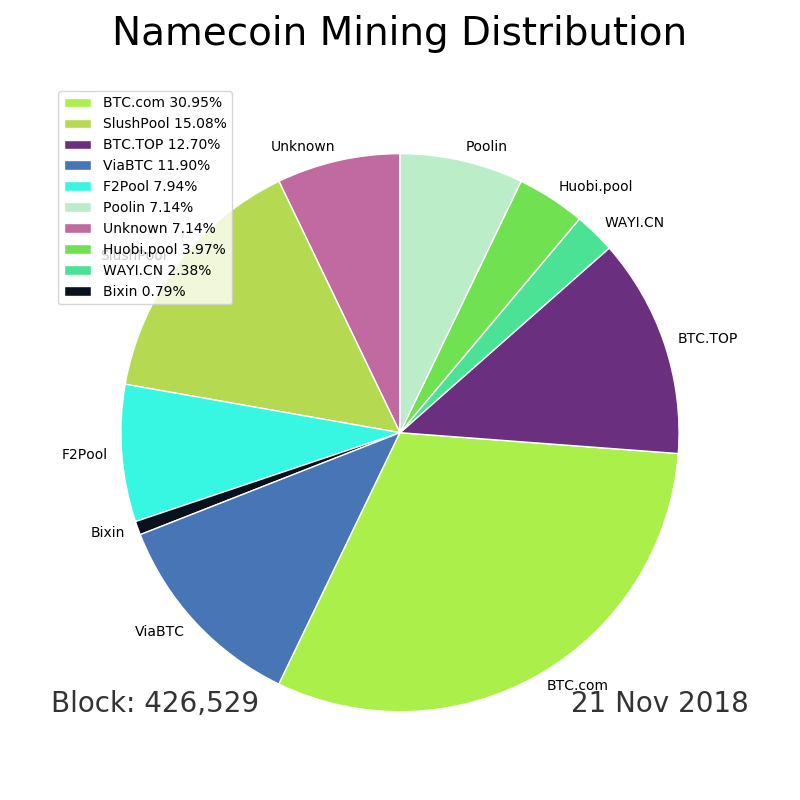 Namecoin Mining Distribution
BTC.com 30.95%
SlushPool 15.08%
BTC.TOP 12.70%
ViaBTC 11.90%
F2Pool 7.94%
Poolin 7.14%
Unknown 7.14%
Huobi.pool 3.97%
WAYI.CN 2.38%
Bixin 0.79%
Unknown
Poolin
Huobi.pool
WAYI.CN
SlushPool
BTC.TOP
F2Pool
Bixin
ViaBTC
BTC.com
Block: 426,529
21 Nov 2018